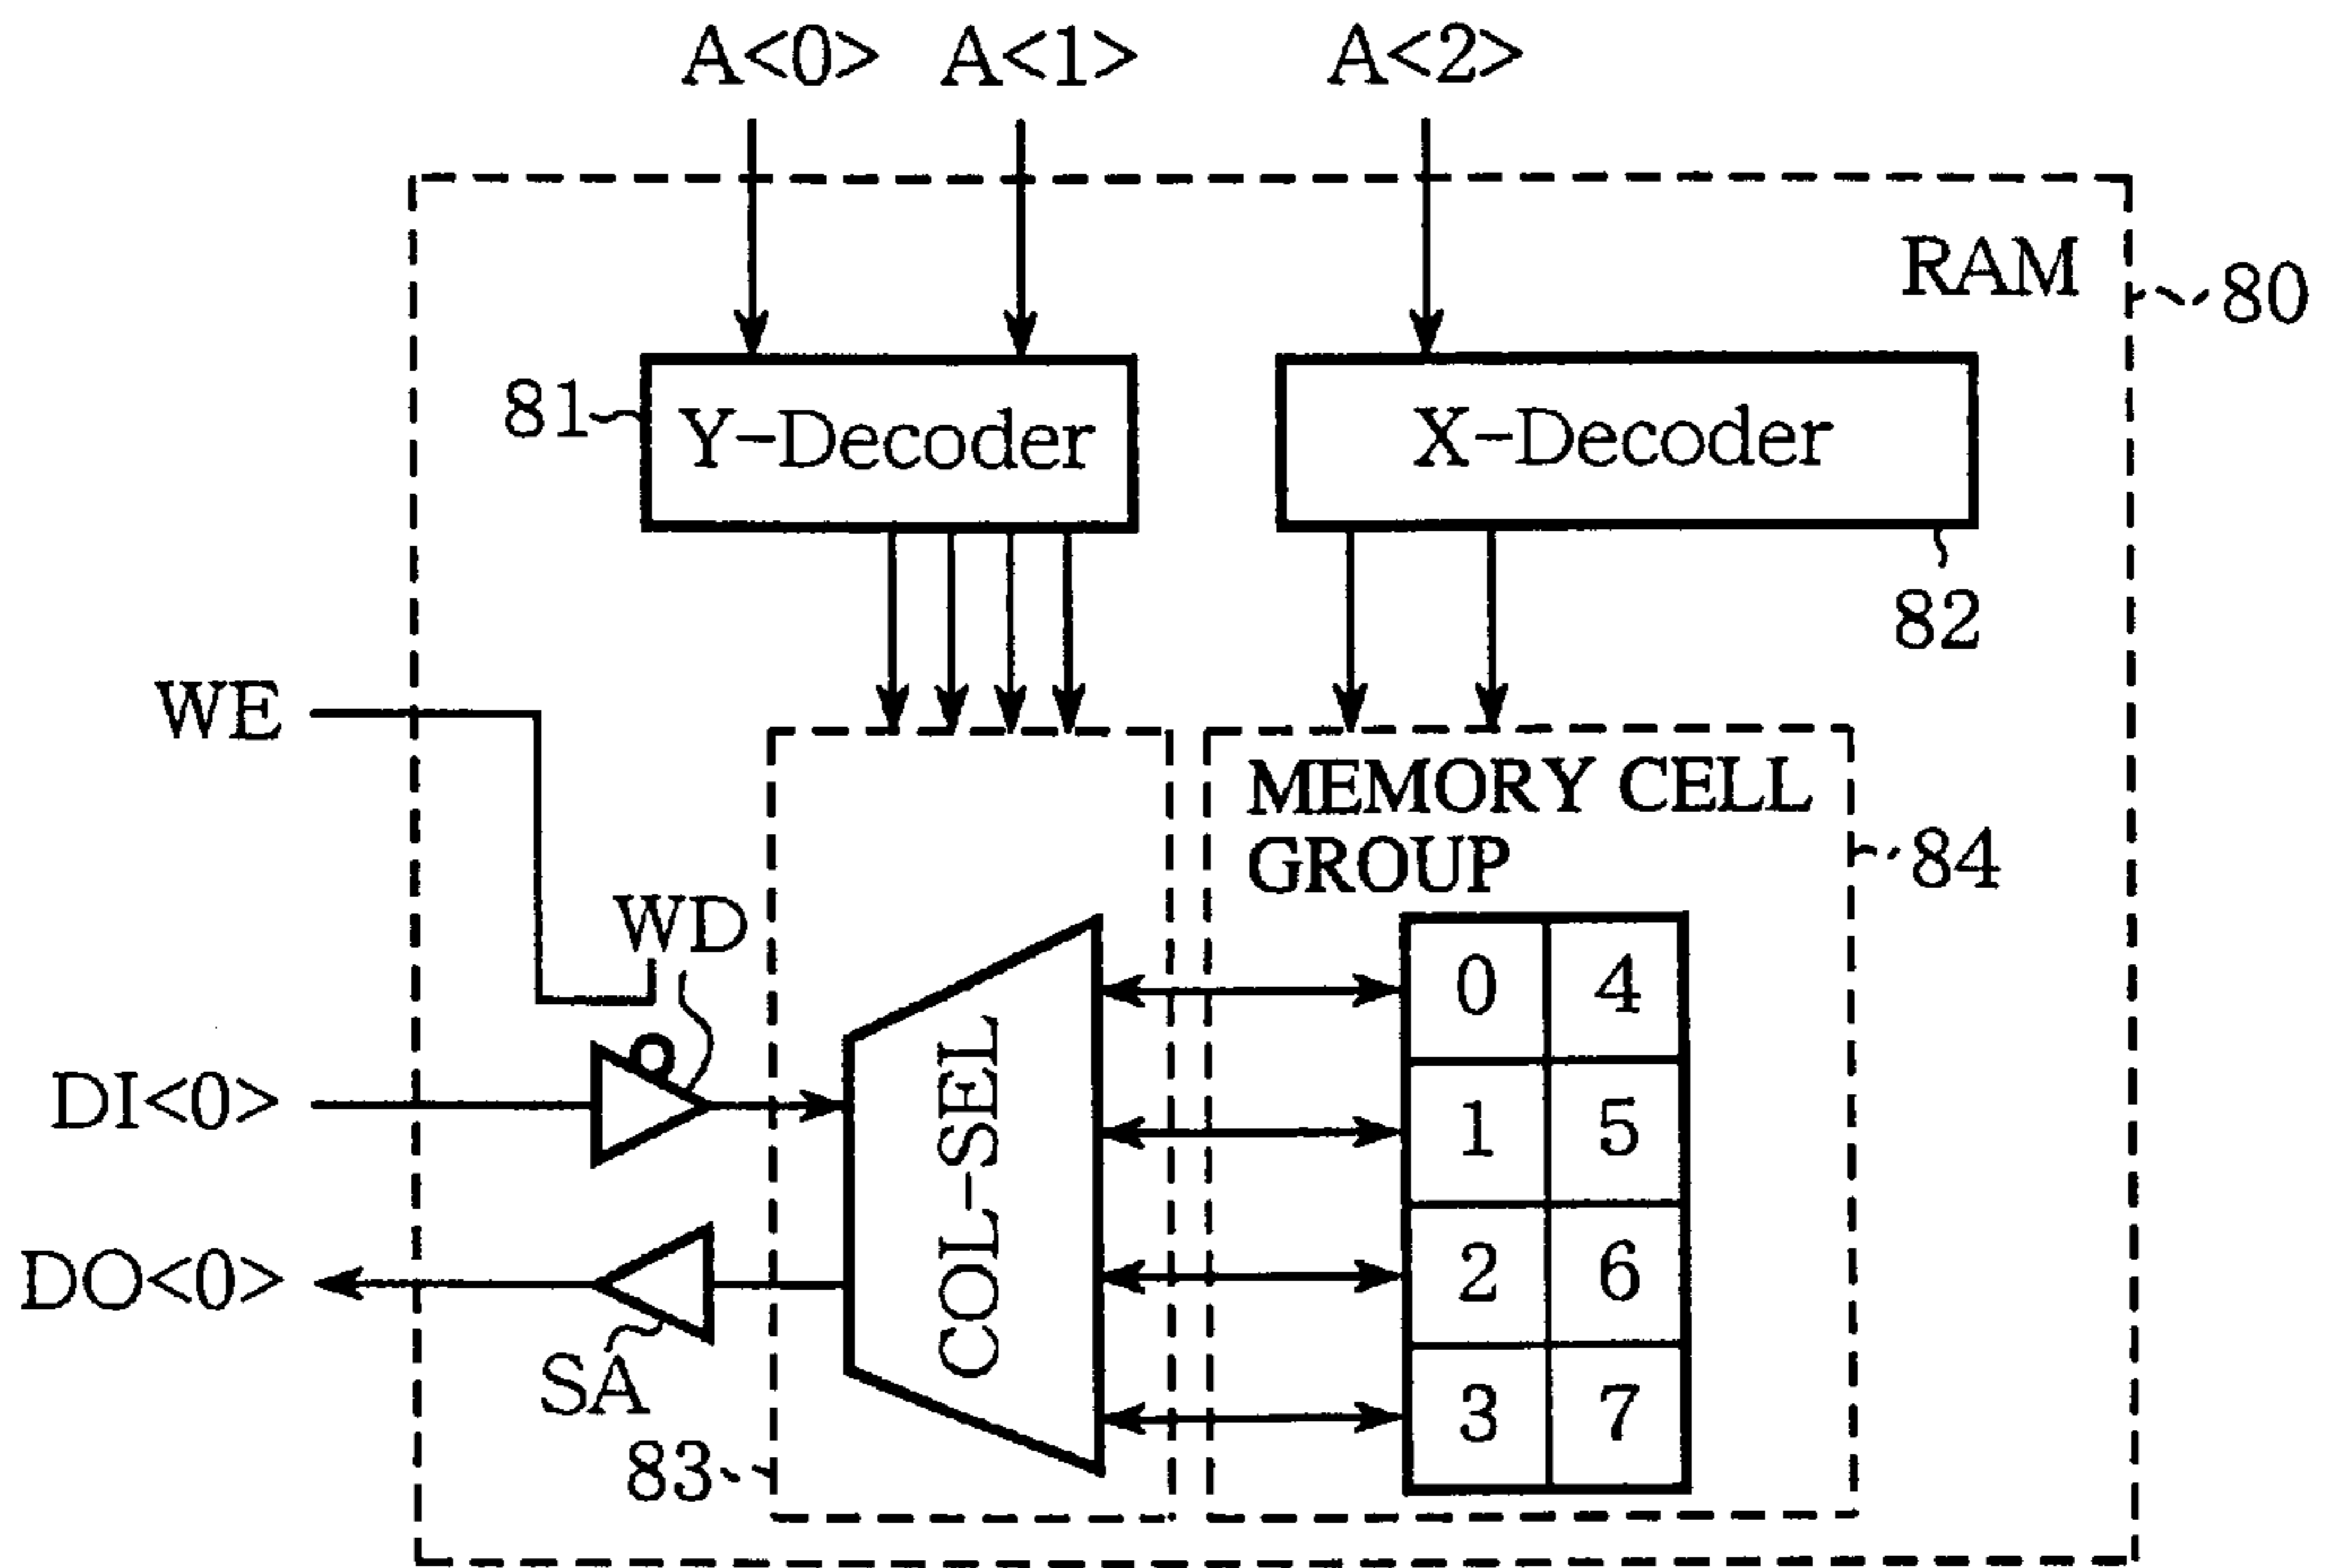 A<0> A<1> A<2>
RAM
80
81
Y-Decoder
X-Decoder
82
WE
MEMORY CELL
GROUP
84
WD
0 4
DI<0>
COL-SEL
1 5
DO<0>
2 6
SA
3 7
83